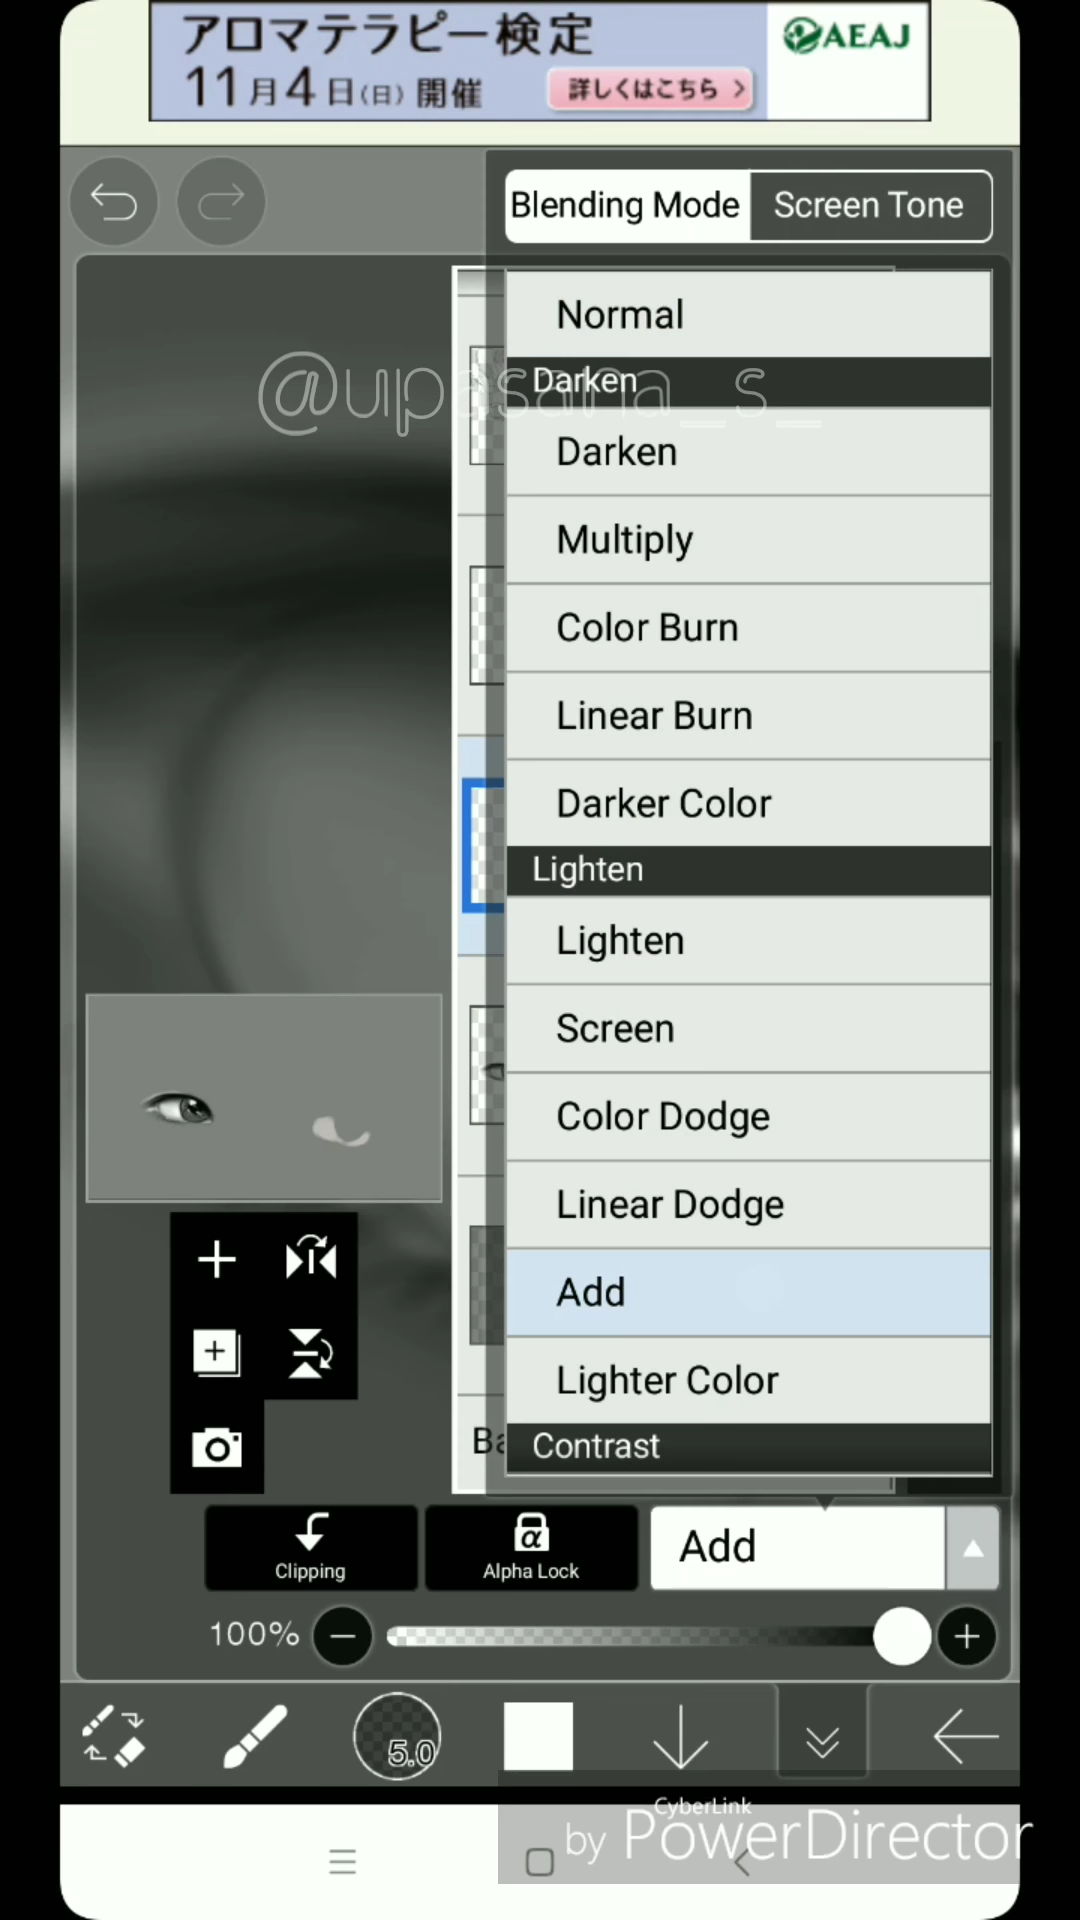 アロマテラピー検定
AEAJ
11月4日(日)開催
詳しくはこちら >
Blending Mode
Screen Tone
Normal
Darken
@upasana_s_
Darken
Multiply
Color Burn
Linear Burn
Darker Color
Lighten
Lighten
Screen
Color Dodge
Linear Dodge
Add
Lighter Color
Ba
Contrast
Clipping
α
Alpha Lock
Add
100%
5.0
CyberLink
by PowerDirector